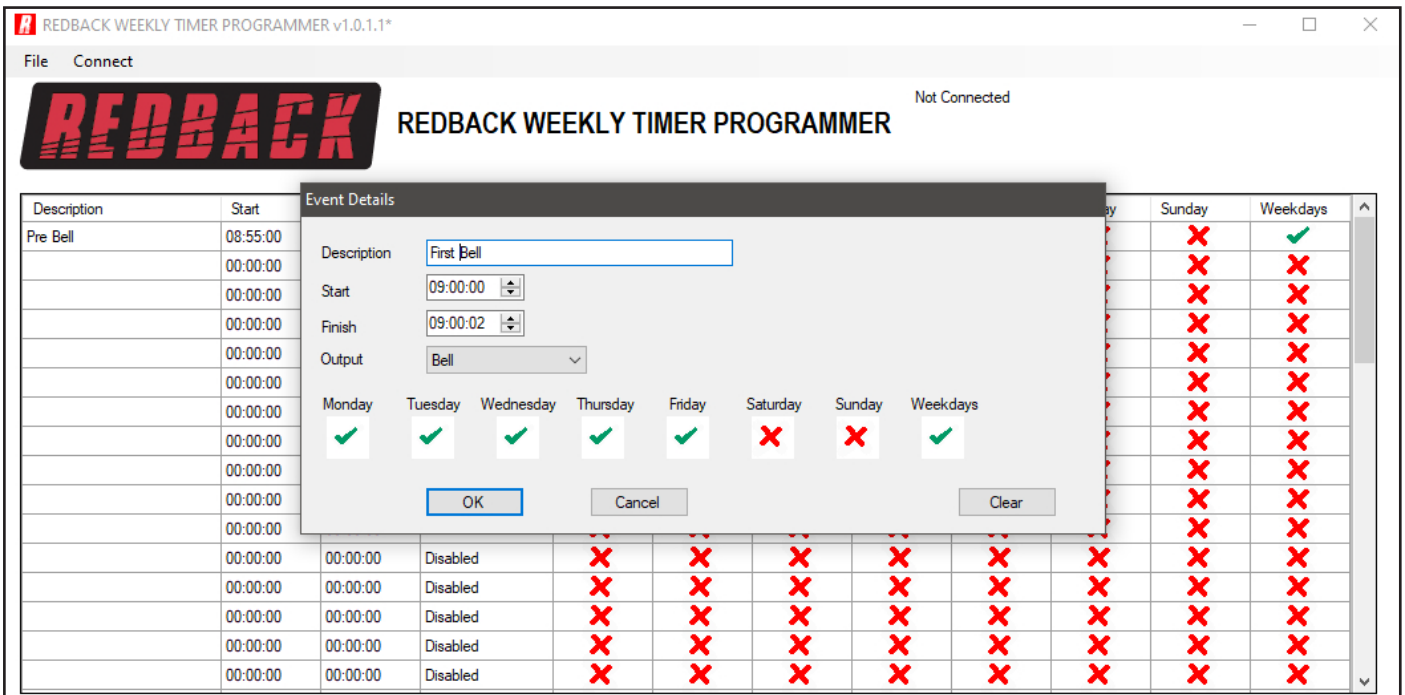 REDBACK WEEKLY TIMER PROGRAMMER v1.0.1.1*
File Connect
REDBACK
REDBACK WEEKLY TIMER PROGRAMMER
Not Connected
Description Start Sunday Weekdays
Pre Bell 08:55:00
00:00:00
00:00:00
00:00:00
00:00:00
00:00:00
00:00:00
00:00:00
00:00:00
00:00:00
00:00:00
Event Details
Description First Bell
Start 09:00:00
Finish 09:00:02
Output Bell
Monday Tuesday Wednesday Thursday Friday Saturday Sunday Weekdays
OK Cancel Clear
00:00:00 00:00:00 Disabled
00:00:00 00:00:00 Disabled
00:00:00 00:00:00 Disabled
00:00:00 00:00:00 Disabled
00:00:00 00:00:00 Disabled